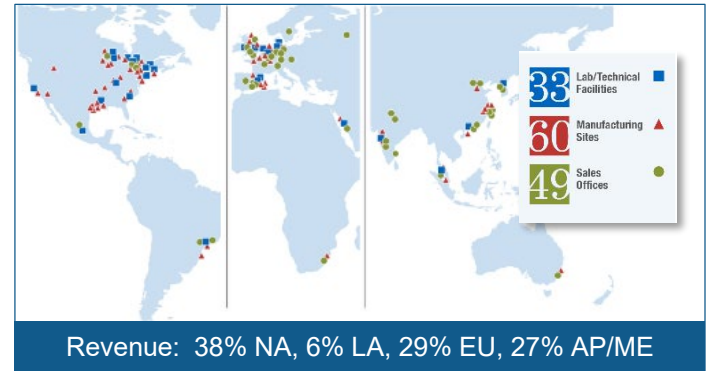 33 Lab/Technical
Facilities
60 Manufacturing
Sites
49 Sales
Offices
Revenue: 38% NA, 6% LA, 29% EU, 27% AP/ME